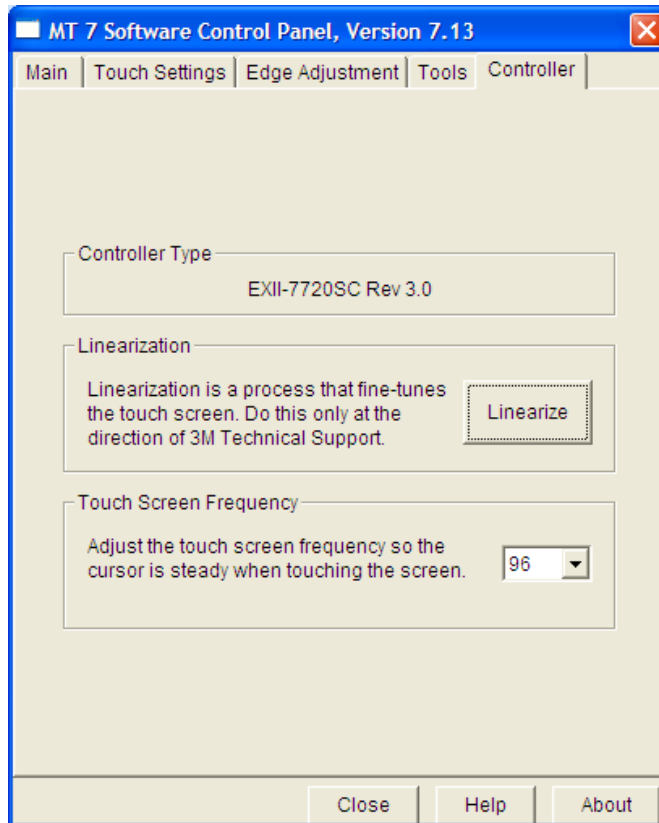 MT 7 Software Control Panel, Version 7.13
Main Touch Settings Edge Adjustment Tools Controller
Controller Type
EXII-7720SC Rev 3.0
Linearization
Linearization is a process that fine-tunes
the touch screen. Do this only at the
direction of 3M Technical Support.
Linearize
Touch Screen Frequency
Adjust the touch screen frequency so the
cursor is steady when touching the screen.
96
Close Help About